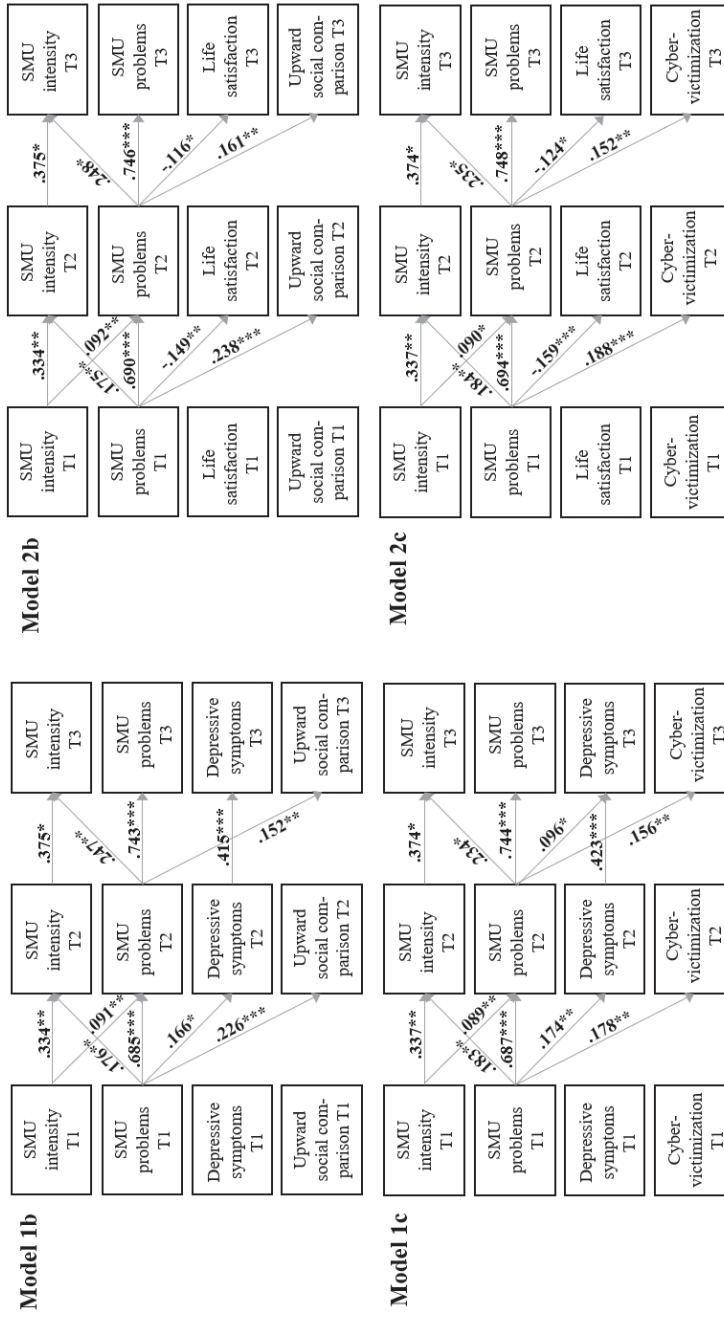 Model 1b
SMU
intensity
T1
SMU
problems
T1
Depressive
symptoms
T1
Upward
social com-
parison T1
.334**
.091**
.176**
.685***
.166*
.226***
SMU
intensity
T2
SMU
problems
T2
Depressive
symptoms
T2
Upward
social com-
parison T2
.375*
.247**
.743***
.415***
.152**
SMU
intensity
T3
SMU
problems
T3
Depressive
symptoms
T3
Upward
social com-
parison T3
Model 2b
SMU
intensity
T1
SMU
problems
T1
Life
satisfaction
T1
Upward
social com-
parison T1
.334**
.092**
.175**
.690***
-.149**
.238***
SMU
intensity
T2
SMU
problems
T2
Life
satisfaction
T2
Upward
social com-
parison T2
.375*
.248*
.746***
-.116*
.161**
SMU
intensity
T3
SMU
problems
T3
Life
satisfaction
T3
Upward
social com-
parison T3
Model 1c
SMU
intensity
T1
SMU
problems
T1
Depressive
symptoms
T1
Cyber-
victimization
T1
.337**
.089**
.183**
.687***
.174**
.178**
SMU
intensity
T2
SMU
problems
T2
Depressive
symptoms
T2
Cyber-
victimization
T2
.374*
.234*
.744***
.096*
.423***
.156**
SMU
intensity
T3
SMU
problems
T3
Depressive
symptoms
T3
Cyber-
victimization
T3
Model 2c
SMU
intensity
T1
SMU
problems
T1
Life
satisfaction
T1
Cyber-
victimization
T1
.337**
.090*
.184**
.694***
-.159***
.188***
SMU
intensity
T2
SMU
problems
T2
Life
satisfaction
T2
Cyber-
victimization
T2
.374*
.235*
.748***
-.124*
.152**
SMU
intensity
T3
SMU
problems
T3
Life
satisfaction
T3
Cyber-
victimization
T3